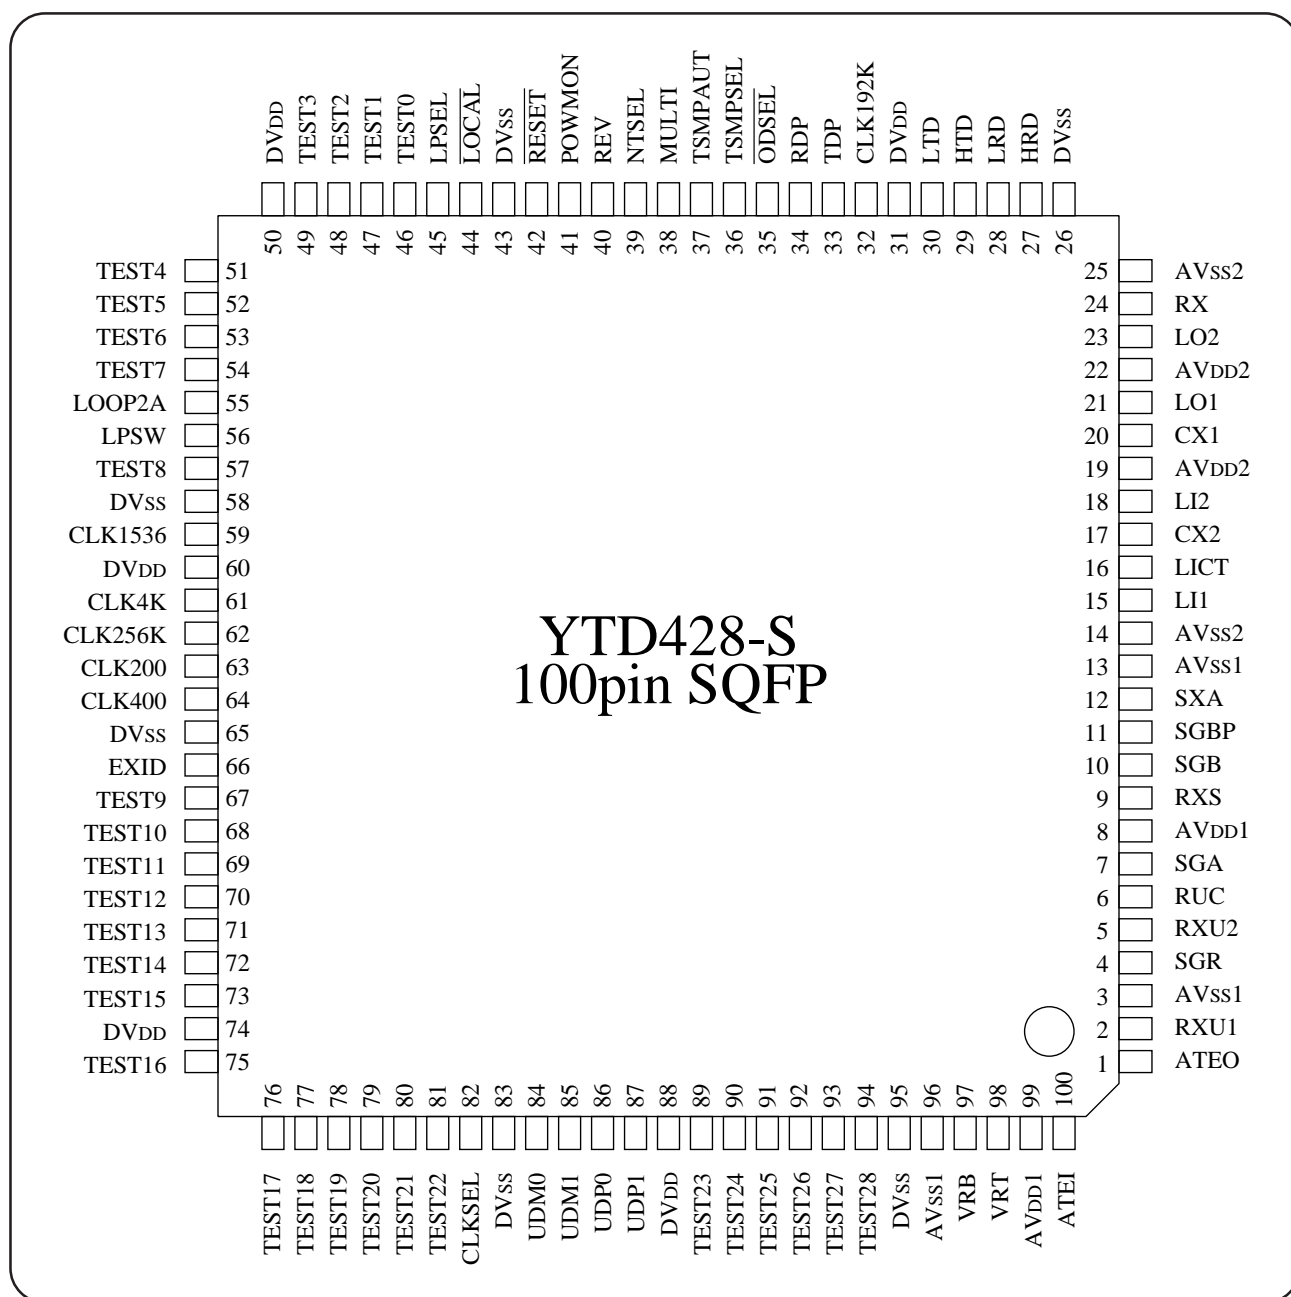 DVDD
TEST3
TEST2
TEST1
TEST0
LPSEL
LOCAL
DVSS
RESET
POWMON
REV
NTSEL
MULTI
TSMPAUT
TSMPSEL
ODSEL
RDP
TDP
CLK192K
DVDD
LTD
HTD
LRD
HRD
DVSS
50 49 48 47 46 45 44 43 42 41 40 39 38 37 36 35 34 33 32 31 30 29 28 27 26
TEST4 51
TEST5 52
TEST6 53
TEST7 54
LOOP2A 55
LPSW 56
TEST8 57
DVSS 58
CLK1536 59
DVDD 60
CLK4K 61
CLK256K 62
CLK200 63
CLK400 64
DVSS 65
EXID 66
TEST9 67
TEST10 68
TEST11 69
TEST12 70
TEST13 71
TEST14 72
TEST15 73
DVDD 74
TEST16 75
YTD428-S
100pin SQFP
25 AVSS2
24 RX
23 LO2
22 AVDD2
21 LO1
20 CX1
19 AVDD2
18 LI2
17 CX2
16 LICT
15 LI1
14 AVSS2
13 AVSS1
12 SXA
11 SGBP
10 SGB
9 RXS
8 AVDD1
7 SGA
6 RUC
5 RXU2
4 SGR
3 AVSS1
2 RXU1
1 ATEO
76 77 78 79 80 81 82 83 84 85 86 87 88 89 90 91 92 93 94 95 96 97 98 99 100
TEST17
TEST18
TEST19
TEST20
TEST21
TEST22
CLKSEL
DVSS
UDM0
UDM1
UDP0
UDP1
DVDD
TEST23
TEST24
TEST25
TEST26
TEST27
TEST28
DVSS
AVSS1
VRB
VRT
AVDD1
ATEI